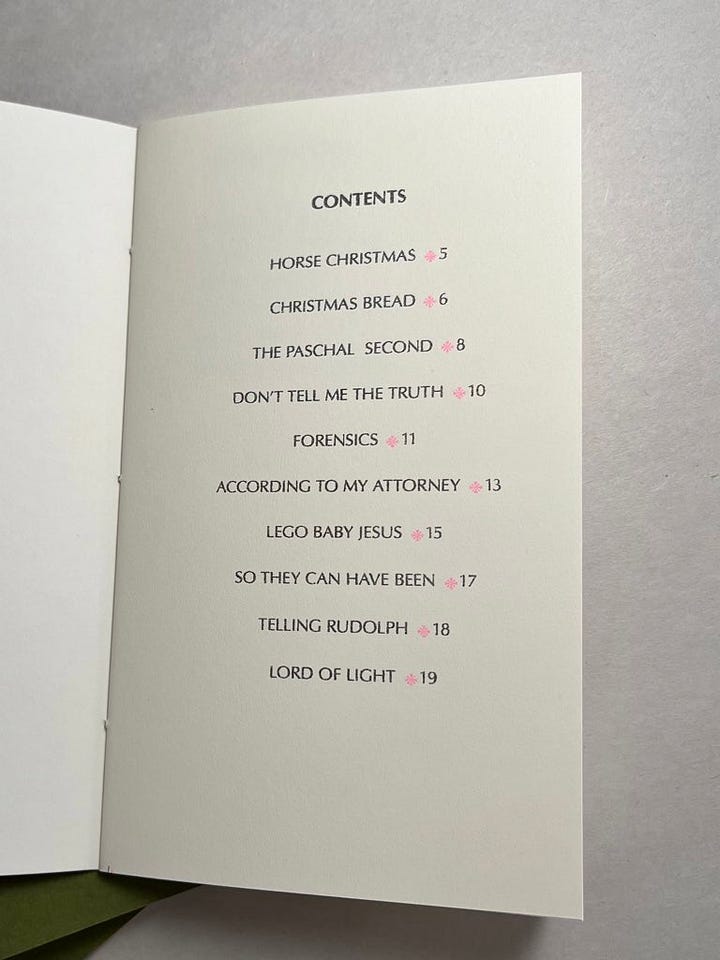 CONTENTS
HORSE CHRISTMAS ❉ 5
CHRISTMAS BREAD ❉ 6
THE PASCHAL  SECOND ❉ 8
DON'T TELL ME THE TRUTH ❉ 10
FORENSICS ❉ 11
ACCORDING TO MY ATTORNEY ❉ 13
LEGO BABY JESUS ❉ 15
SO THEY CAN HAVE BEEN ❉ 17
TELLING RUDOLPH ❉ 18
LORD OF LIGHT ❉ 19